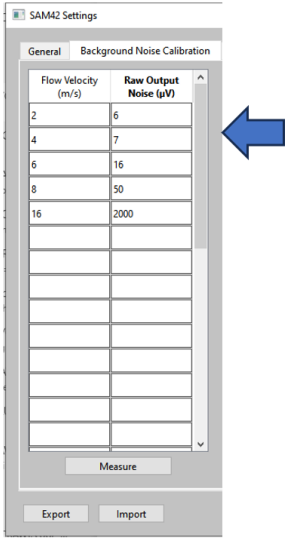 SAM42 Settings
General Background Noise Calibration
Flow Velocity (m/s) Raw Output Noise (µV)
2 6
4 7
6 16
8 50
16 2000
Measure
Export Import